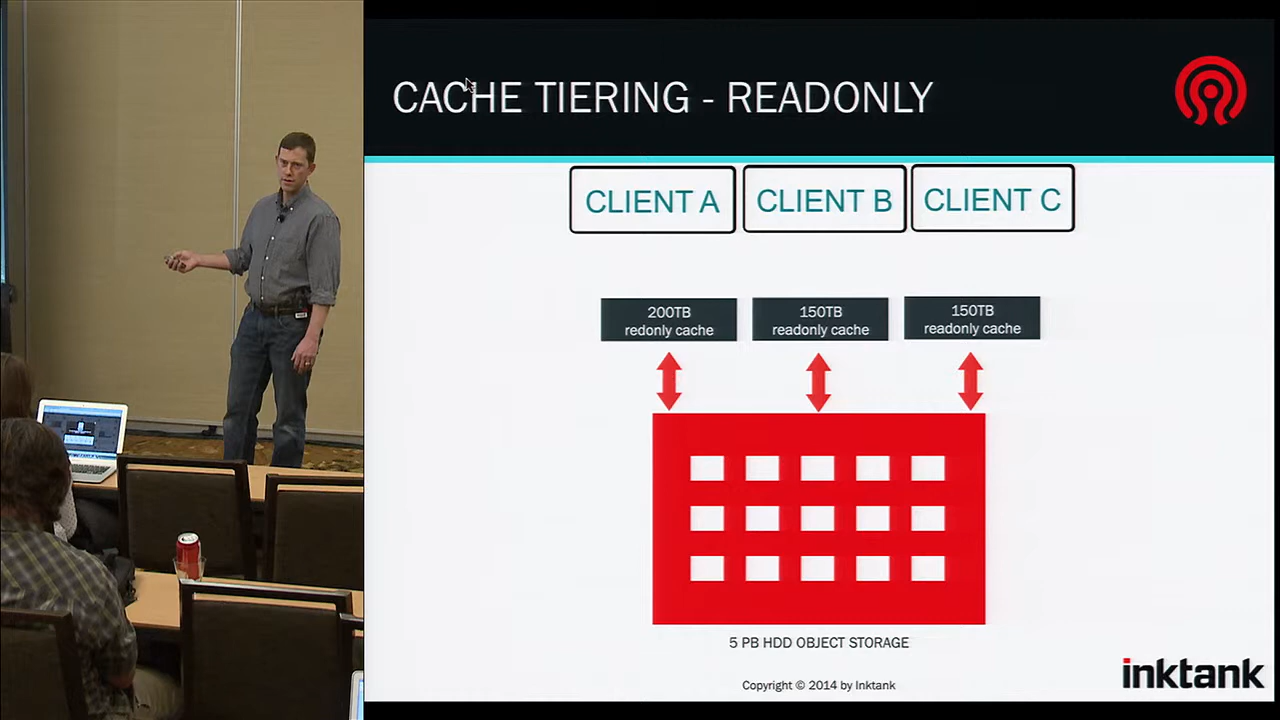 CACHE TIERING - READONLY
CLIENT A
CLIENT B
CLIENT C
200TB
redonly cache
150TB
readonly cache
150TB
readonly cache
5 PB HDD OBJECT STORAGE
Copyright © 2014 by Inktank
inktank